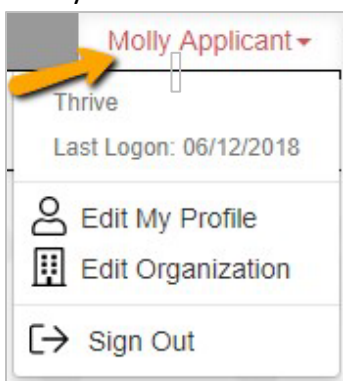 Molly Applicant
Thrive
Last Logon: 06/12/2018
Edit My Profile
Edit Organization
Sign Out